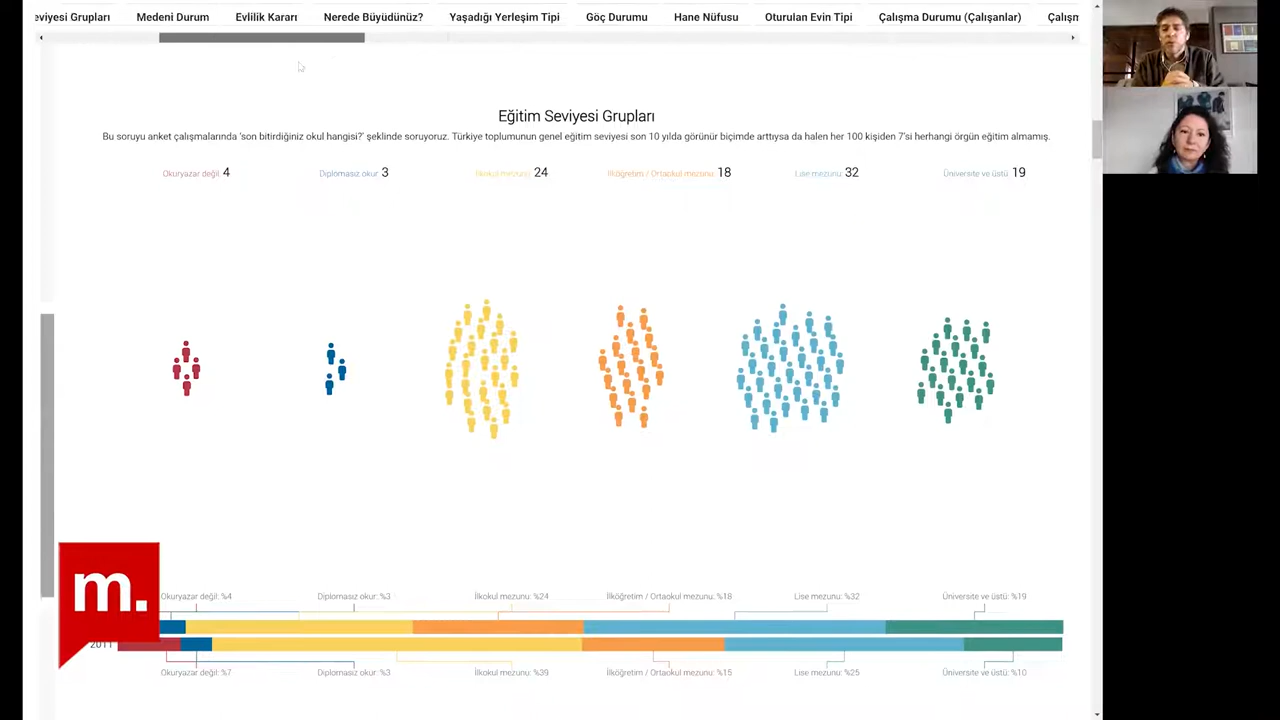 eviyesi Grupları Medeni Durum Evlilik Kararı Nerede Büyüdünüz? Yaşadığı Yerleşim Tipi Göç Durumu Hane Nüfusu Oturulan Evin Tipi Çalışma Durumu (Çalışanlar) Çalışm
Eğitim Seviyesi Grupları
Bu soruyu anket çalışmalarında 'son bitirdiğiniz okul hangisi?' şeklinde soruyoruz. Türkiye toplumunun genel eğitim seviyesi son 10 yılda görünür biçimde arttıysa da halen her 100 kişiden 7'si herhangi örgün eğitim almamış.
Okuryazar değil 4 Diplomasız okur 3 İlkokul mezunu 24 İlköğretim / Ortaokul mezunu 18 Lise mezunu 32 Üniversite ve üstü 19
m.
Okuryazar değil: %4 Diplomasız okur: %3 İlkokul mezunu: %24 İlköğretim / Ortaokul mezunu: %18 Lise mezunu: %32 Üniversite ve üstü: %19
2011
Okuryazar değil: %7 Diplomasız okur: %3 İlkokul mezunu: %39 İlköğretim / Ortaokul mezunu: %15 Lise mezunu: %25 Üniversite ve üstü: %10